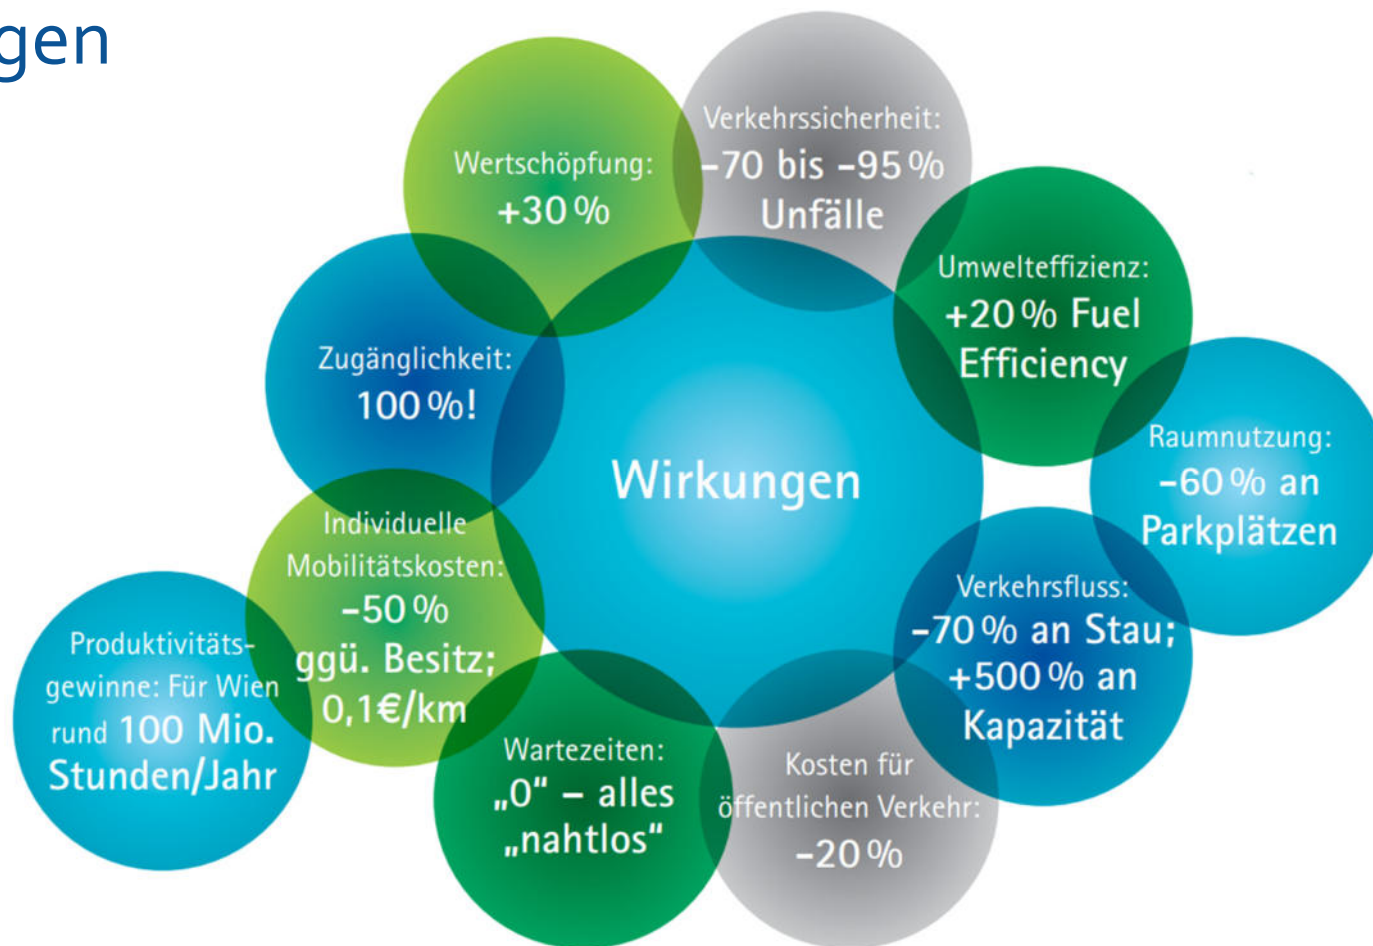 gen
Wertschöpfung:
+30 %
Verkehrssicherheit:
-70 bis -95 %
Unfälle
Umwelteffizienz:
+20 % Fuel
Efficiency
Zugänglichkeit:
100 %!
Wirkungen
Raumnutzung:
-60 % an
Parkplätzen
Individuelle
Mobilitätskosten:
-50 %
ggü. Besitz;
0,1€/km
Verkehrsfluss:
-70 % an Stau;
+500 % an
Kapazität
Produktivitäts-
gewinne: Für Wien
rund 100 Mio.
Stunden/Jahr
Wartezeiten:
„0“ – alles
„nahtlos“
Kosten für
öffentlichen Verkehr:
-20 %